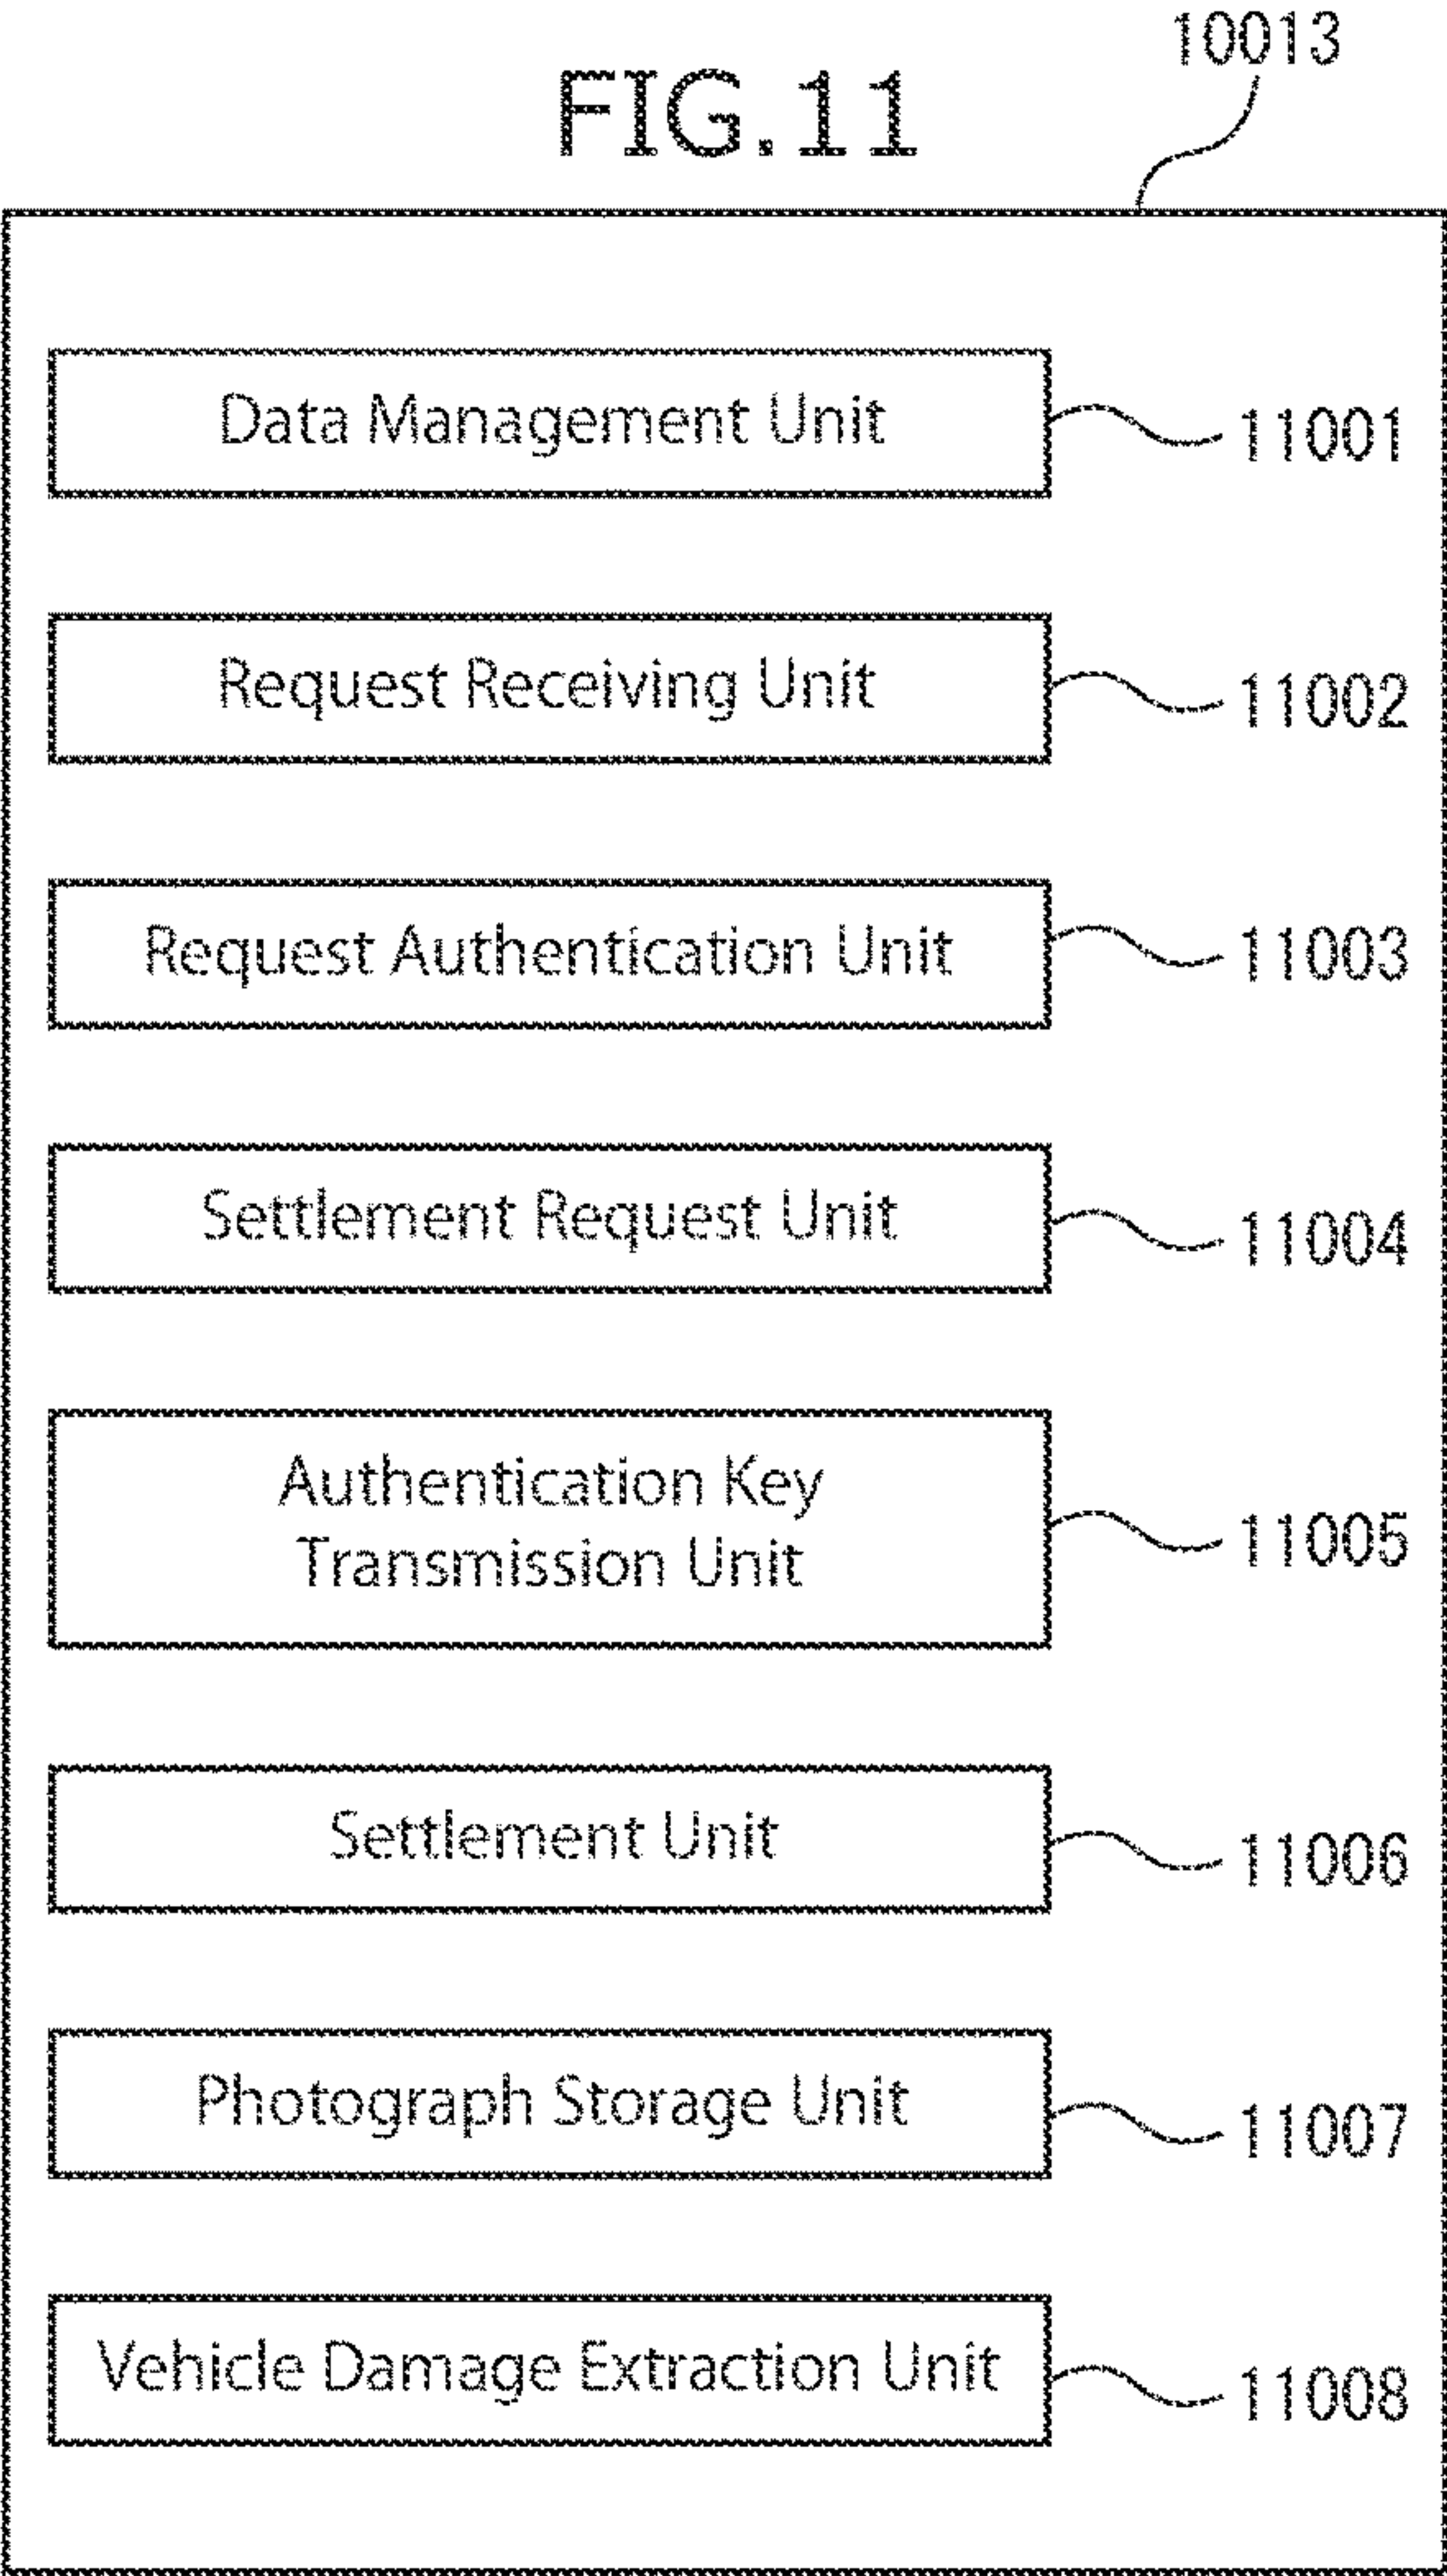 10013
FIG.11
Data Management Unit
11001
Request Receiving Unit
11002
Request Authentication Unit
11003
Settlement Request Unit
11004
Authentication Key
Transmission Unit
11005
Settlement Unit
11006
Photograph Storage Unit
11007
Vehicle Damage Extraction Unit
11008